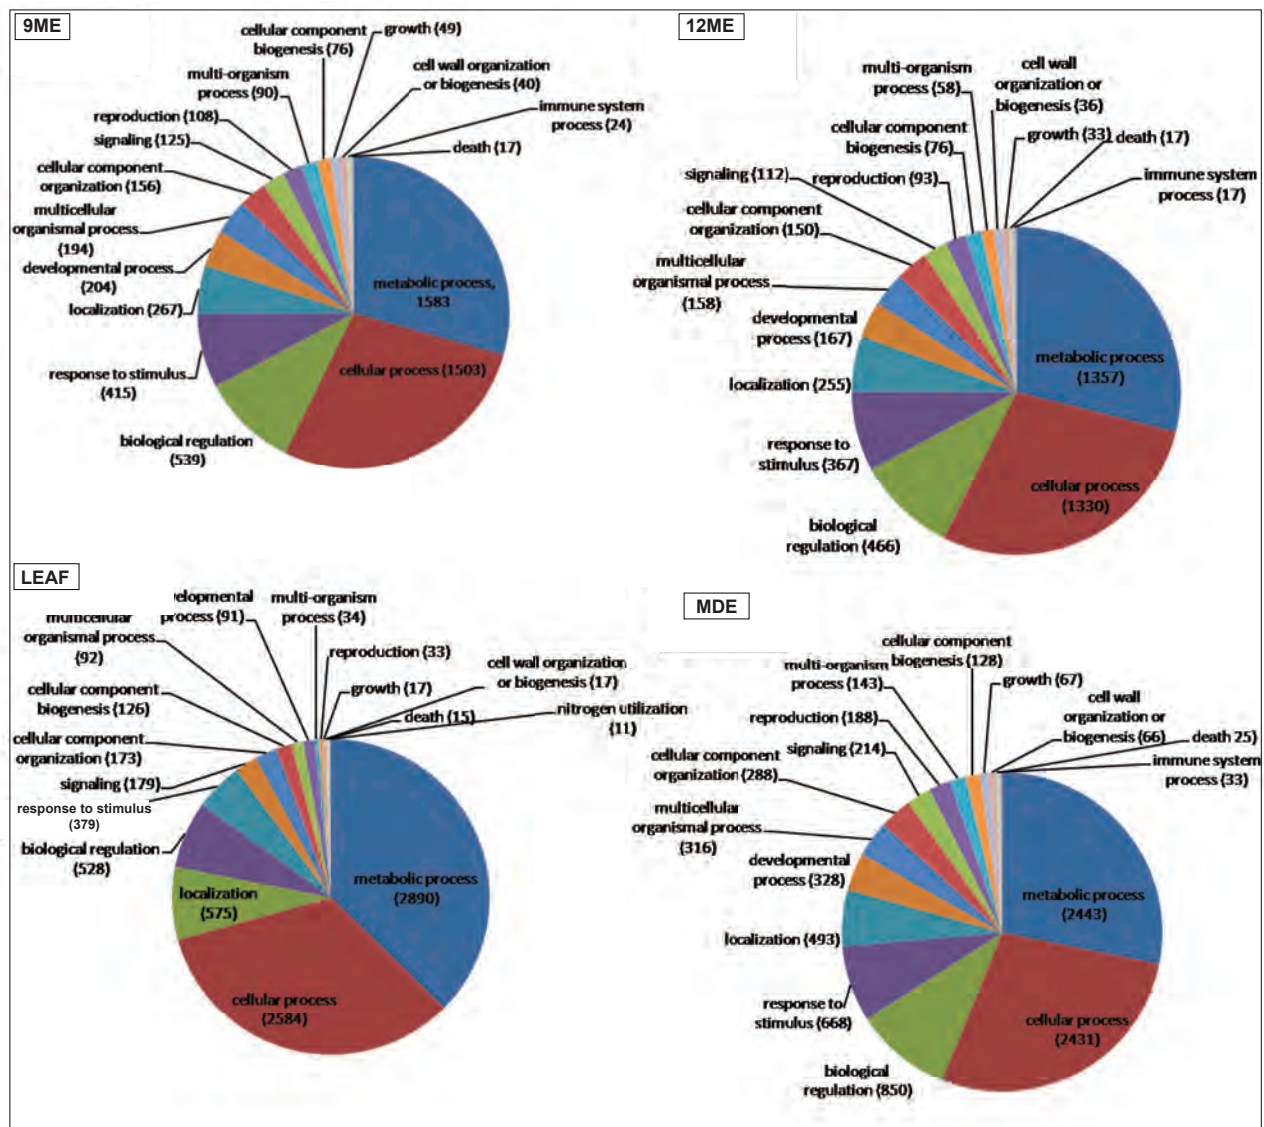 9ME
cellular component
biogenesis (76)
growth (49)
multi-organism
process (90)
cell wall organization
or biogenesis (40)
reproduction (108)
immune system
process (24)
signaling (125)
death (17)
cellular component
organization (156)
multicellular
organismal process
(194)
developmental process
(204)
localization (267)
response to stimulus
(415)
biological regulation
(539)
metabolic process,
1583
cellular process (1503)
12ME
multi-organism
process (58)
cell wall
organization or
biogenesis (36)
cellular component
biogenesis (76)
growth (33)
death (17)
signaling (112)
reproduction (93)
immune system
process (17)
cellular component
organization (150)
multicellular
organismal process
(158)
developmental
process (167)
localization (255)
response to
stimulus (367)
biological
regulation (466)
metabolic process
(1357)
cellular process
(1330)
LEAF
velopmental
process (91)
multi-organism
process (34)
multicellular
organismal process
(92)
reproduction (33)
cell wall organization
or biogenesis (17)
cellular component
biogenesis (126)
growth (17)
death (15)
nitrogen utilization
(11)
cellular component
organization (173)
signaling (179)
response to stimulus
(379)
biological regulation
(528)
localization
(575)
metabolic process
(2890)
cellular process
(2584)
MDE
cellular component
biogenesis (128)
multi-organism
process (143)
growth (67)
cell wall
organization or
biogenesis (66)
reproduction (188)
death 25)
signaling (214)
immune system
process (33)
cellular component
organization (288)
multicellular
organismal process
(316)
developmental
process (328)
localization (493)
response to
stimulus (668)
biological
regulation (850)
metabolic process
(2443)
cellular process
(2431)